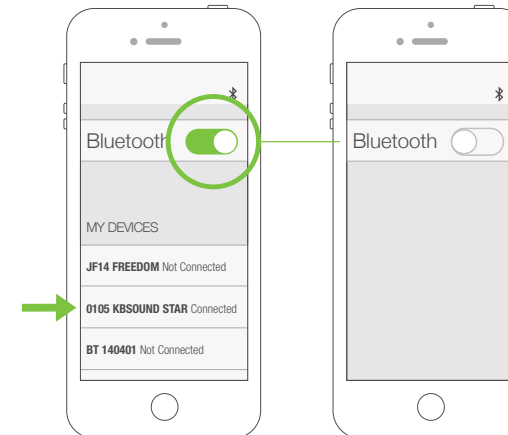 Bluetooth
MY DEVICES
JF14 FREEDOM Not Connected
0105 KBSOUND STAR Connected
BT 140401 Not Connected
Bluetooth